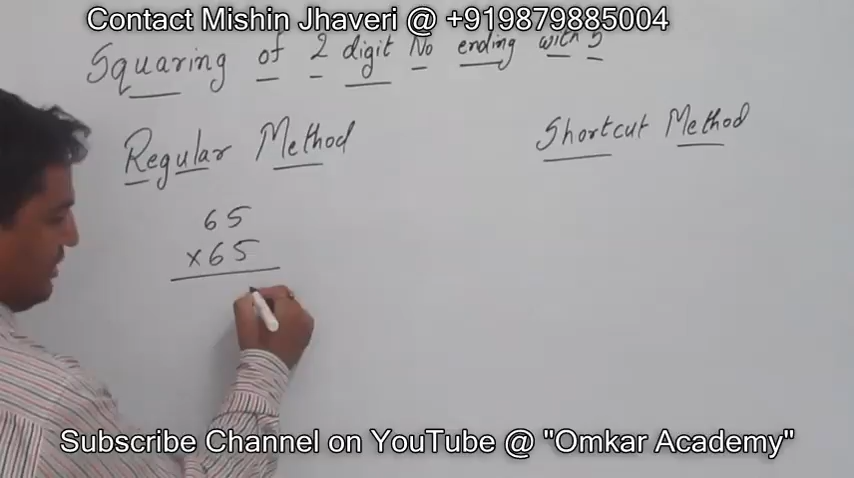 Contact Mishin Jhaveri @ +919879885004
Squaring of 2 digit No ending with 5
Regular Method
Shortcut Method
65
×65
Subscribe Channel on YouTube @ "Omkar Academy"